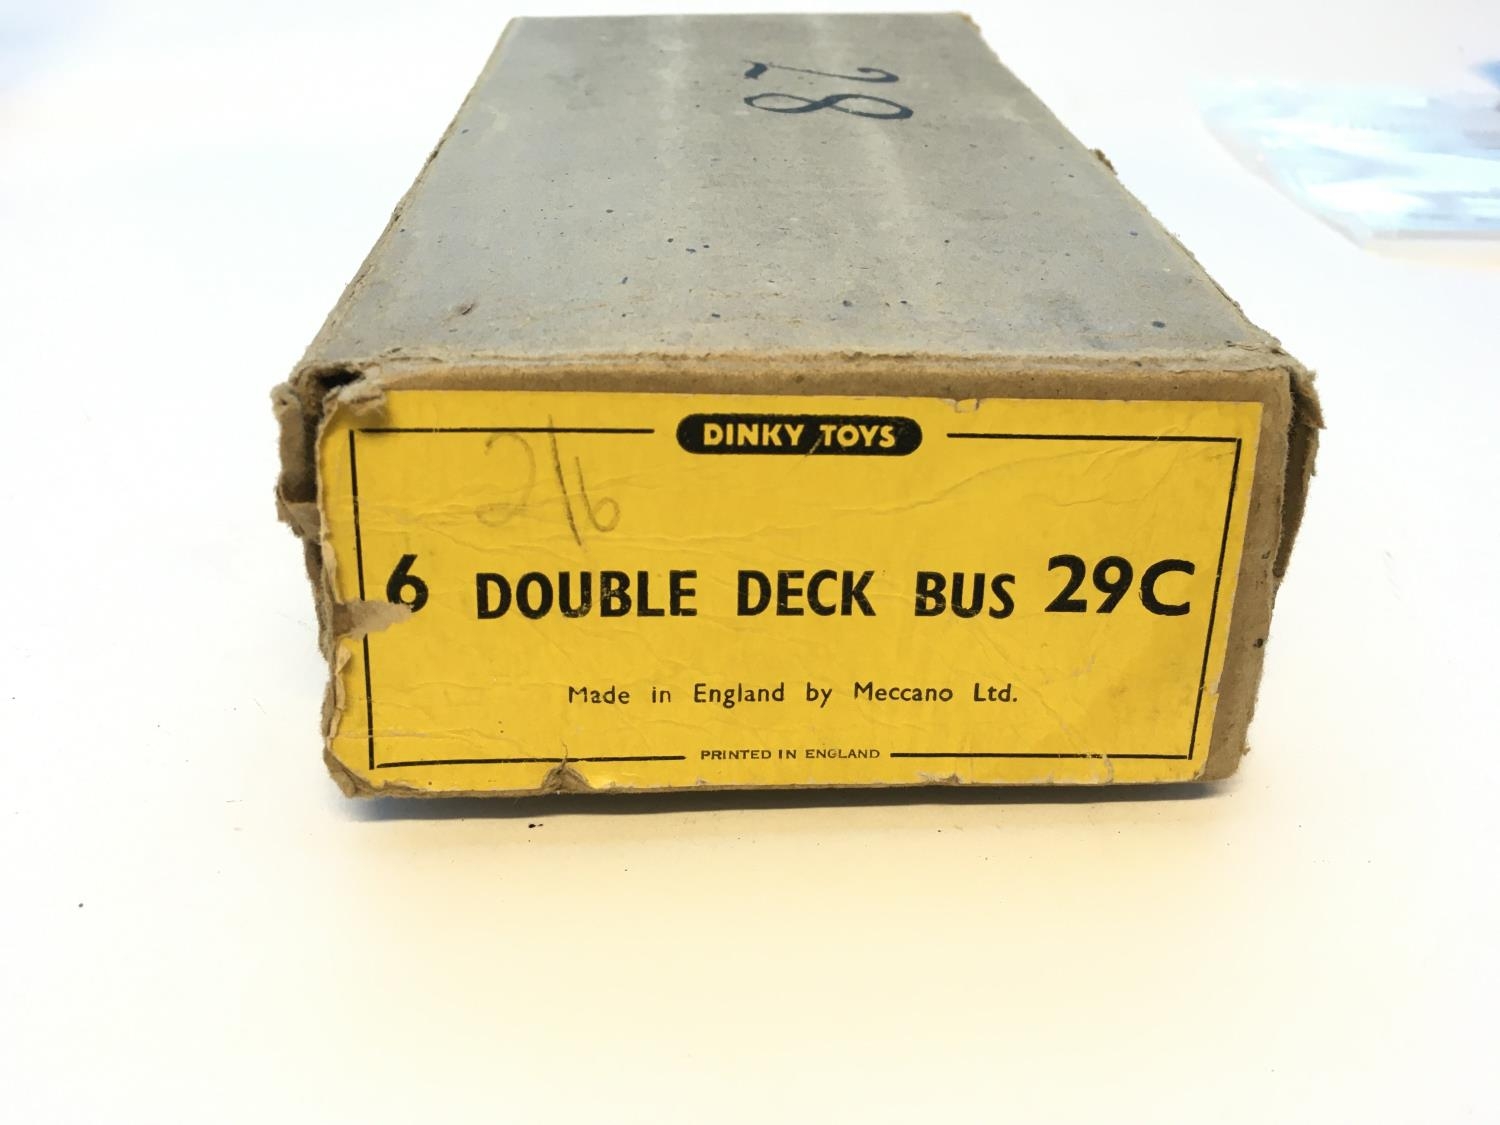 28
DINKY TOYS
2/6
6 DOUBLE DECK BUS 29C
Made in England by Meccano Ltd.
PRINTED IN ENGLAND